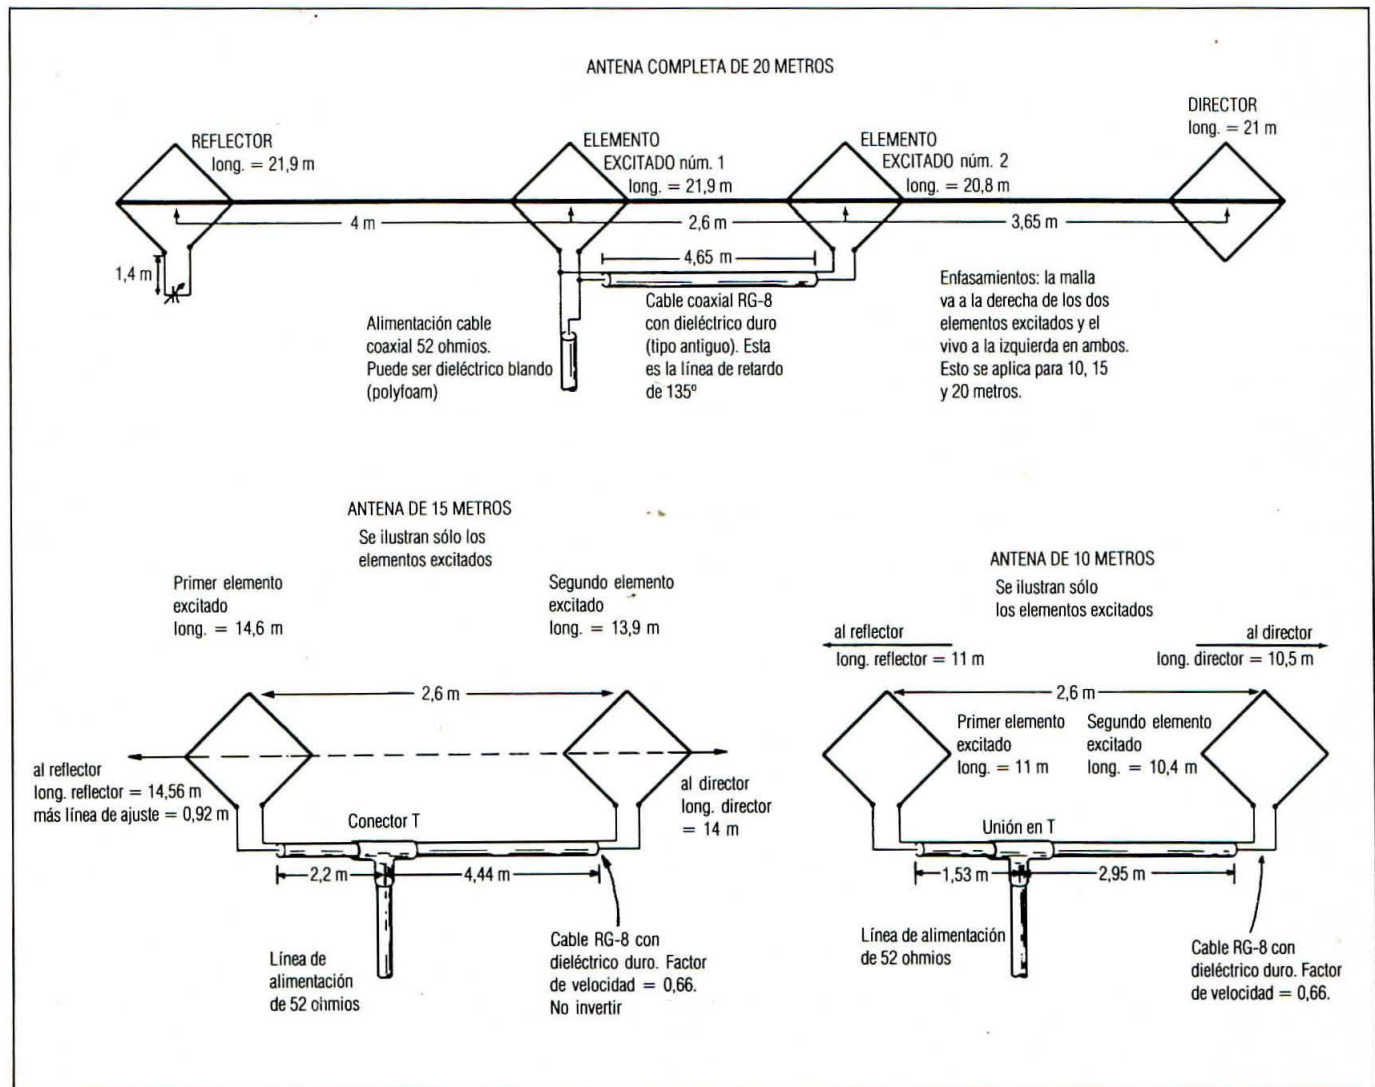 ANTENA COMPLETA DE 20 METROS
REFLECTOR
long. = 21,9 m
ELEMENTO
EXCITADO núm. 1
long. = 21,9 m
ELEMENTO
EXCITADO núm. 2
long. = 20,8 m
DIRECTOR
long. = 21 m
4 m
2,6 m
3,65 m
1,4 m
4,65 m
Alimentación cable
coaxial 52 ohmios.
Puede ser dieléctrico blando
(polyfoam)
Cable coaxial RG-8
con dieléctrico duro
(tipo antiguo). Esta
es la línea de retardo
de 135º
Enfasamientos: la malla
va a la derecha de los dos
elementos excitados y el
vivo a la izquierda en ambos.
Esto se aplica para 10, 15
y 20 metros.
ANTENA DE 15 METROS
Se ilustran sólo los
elementos excitados
Primer elemento
excitado
long. = 14,6 m
Segundo elemento
excitado
long. = 13,9 m
2,6 m
al reflector
long. reflector = 14,56 m
más línea de ajuste = 0,92 m
al director
long. director
= 14 m
Conector T
2,2 m
4,44 m
Línea de
alimentación
de 52 ohmios
Cable RG-8 con
dieléctrico duro. Factor
de velocidad = 0,66.
No invertir
ANTENA DE 10 METROS
Se ilustran sólo
los elementos excitados
al reflector
long. reflector = 11 m
al director
long. director = 10,5 m
2,6 m
Primer elemento
excitado
long. = 11 m
Segundo elemento
excitado
long. = 10,4 m
Unión en T
1,53 m
2,95 m
Línea de alimentación
de 52 ohmios
Cable RG-8 con
dieléctrico duro. Factor
de velocidad = 0,66.